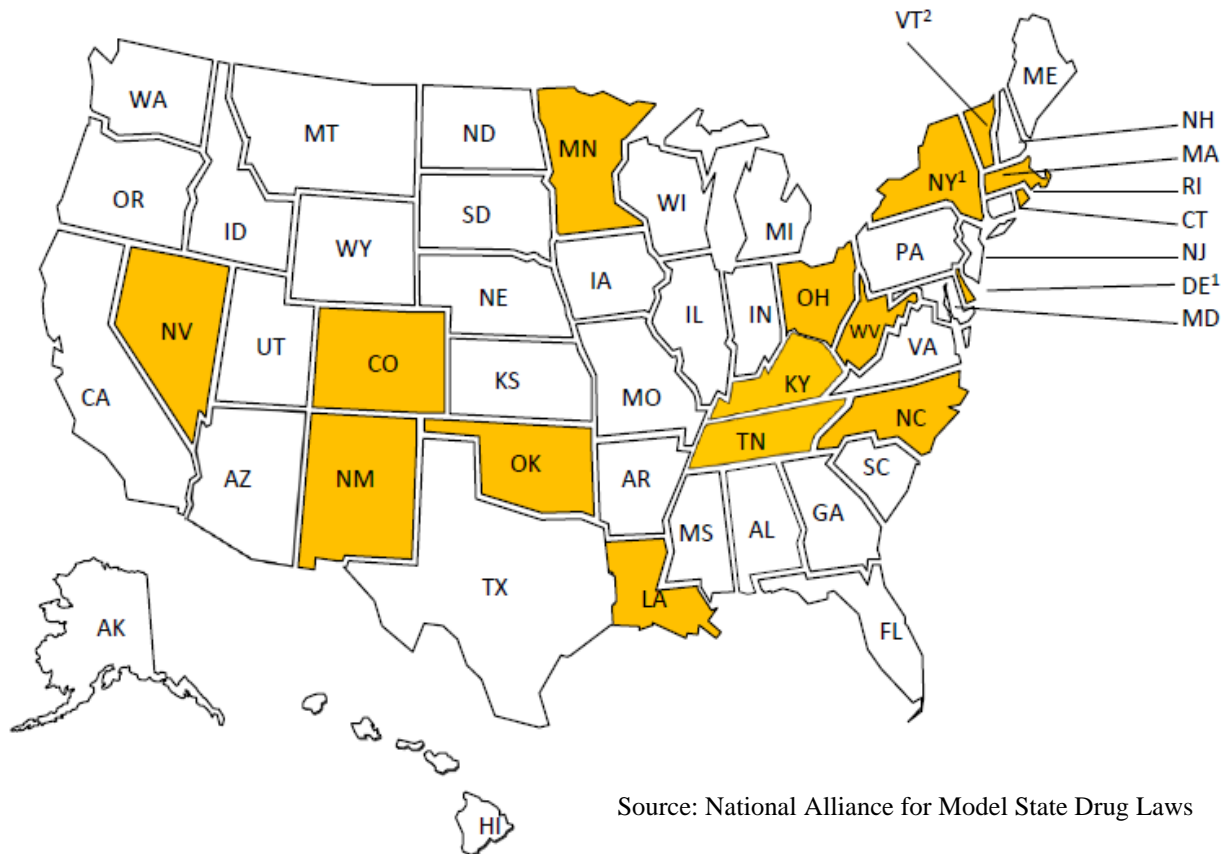 VT²
ME
WA
MT
ND
MN
NH
MA
RI
CT
NJ
DE¹
MD
OR
ID
WY
SD
WI
MI
NY¹
PA
NV
UT
CO
NE
IA
IL
IN
OH
WV
VA
CA
KS
MO
KY
NC
AZ
NM
OK
AR
TN
SC
TX
LA
MS
AL
GA
FL
AK
HI
Source: National Alliance for Model State Drug Laws